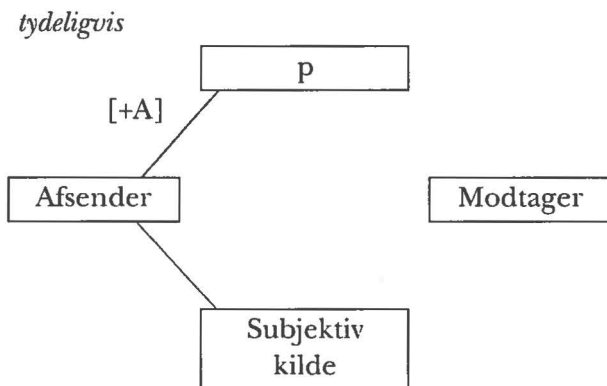 tydeligvis
p
[+A]
Afsender
Modtager
Subjektiv
kilde